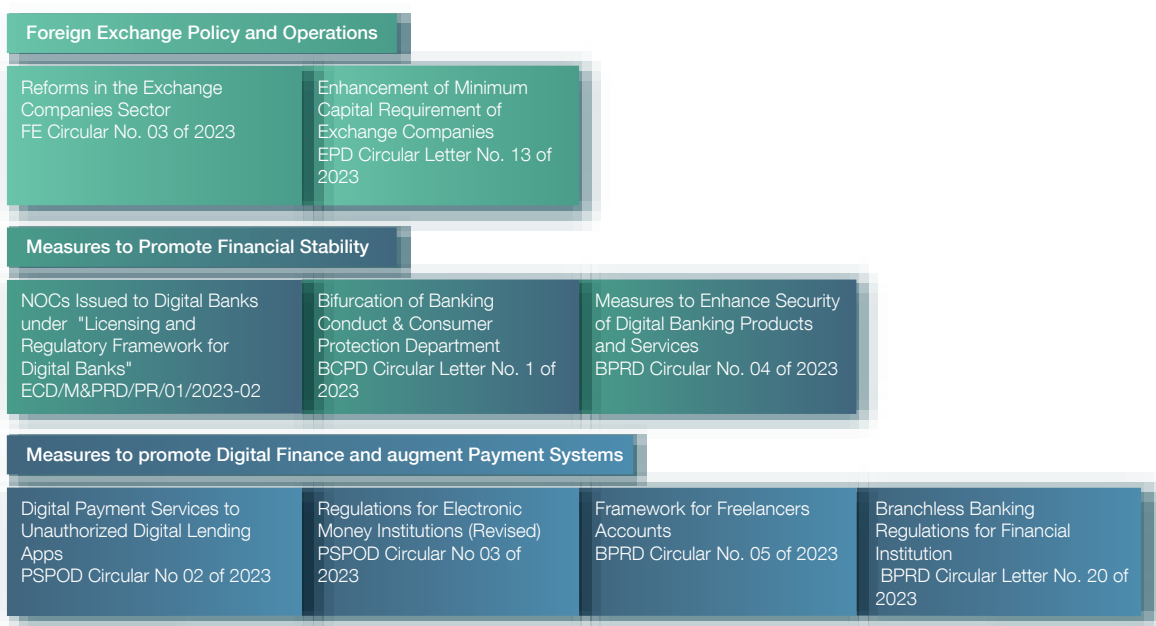 Foreign Exchange Policy and Operations
Reforms in the Exchange
Companies Sector
FE Circular No. 03 of 2023
Enhancement of Minimum
Capital Requirement of
Exchange Companies
EPD Circular Letter No. 13 of
2023
Measures to Promote Financial Stability
NOCs Issued to Digital Banks
under "Licensing and
Regulatory Framework for
Digital Banks"
ECD/M&PRD/PR/01/2023-02
Bifurcation of Banking
Conduct & Consumer
Protection Department
BCPD Circular Letter No. 1 of
2023
Measures to Enhance Security
of Digital Banking Products
and Services
BPRD Circular No. 04 of 2023
Measures to promote Digital Finance and augment Payment Systems
Digital Payment Services to
Unauthorized Digital Lending
Apps
PSPOD Circular No 02 of 2023
Regulations for Electronic
Money Institutions (Revised)
PSPOD Circular No 03 of
2023
Framework for Freelancers
Accounts
BPRD Circular No. 05 of 2023
Branchless Banking
Regulations for Financial
Institution
BPRD Circular Letter No. 20 of
2023